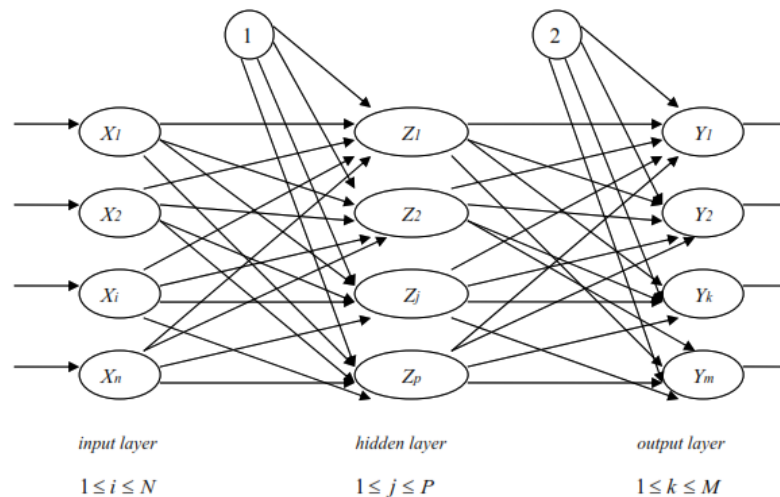 1 2
X1 Z1 Y1
X2 Z2 Y2
Xi Zj Yk
Xn Zp Ym
input layer hidden layer output layer
1 ≤ i ≤ N 1 ≤ j ≤ P 1 ≤ k ≤ M